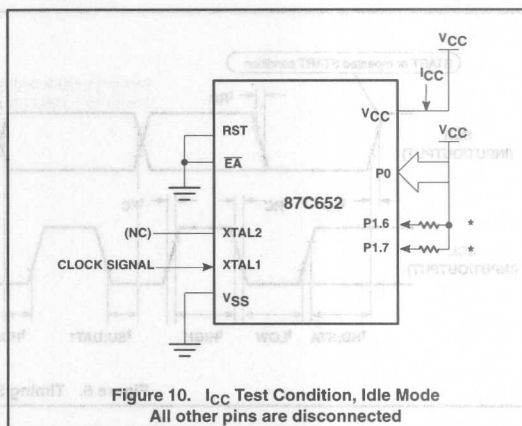 VCC
ICC
VCC
RST
VCC
EA
P0
87C652
(NC)
XTAL2
P1.6
*
CLOCK SIGNAL
XTAL1
P1.7
*
VSS
Figure 10. ICC Test Condition, Idle Mode
All other pins are disconnected